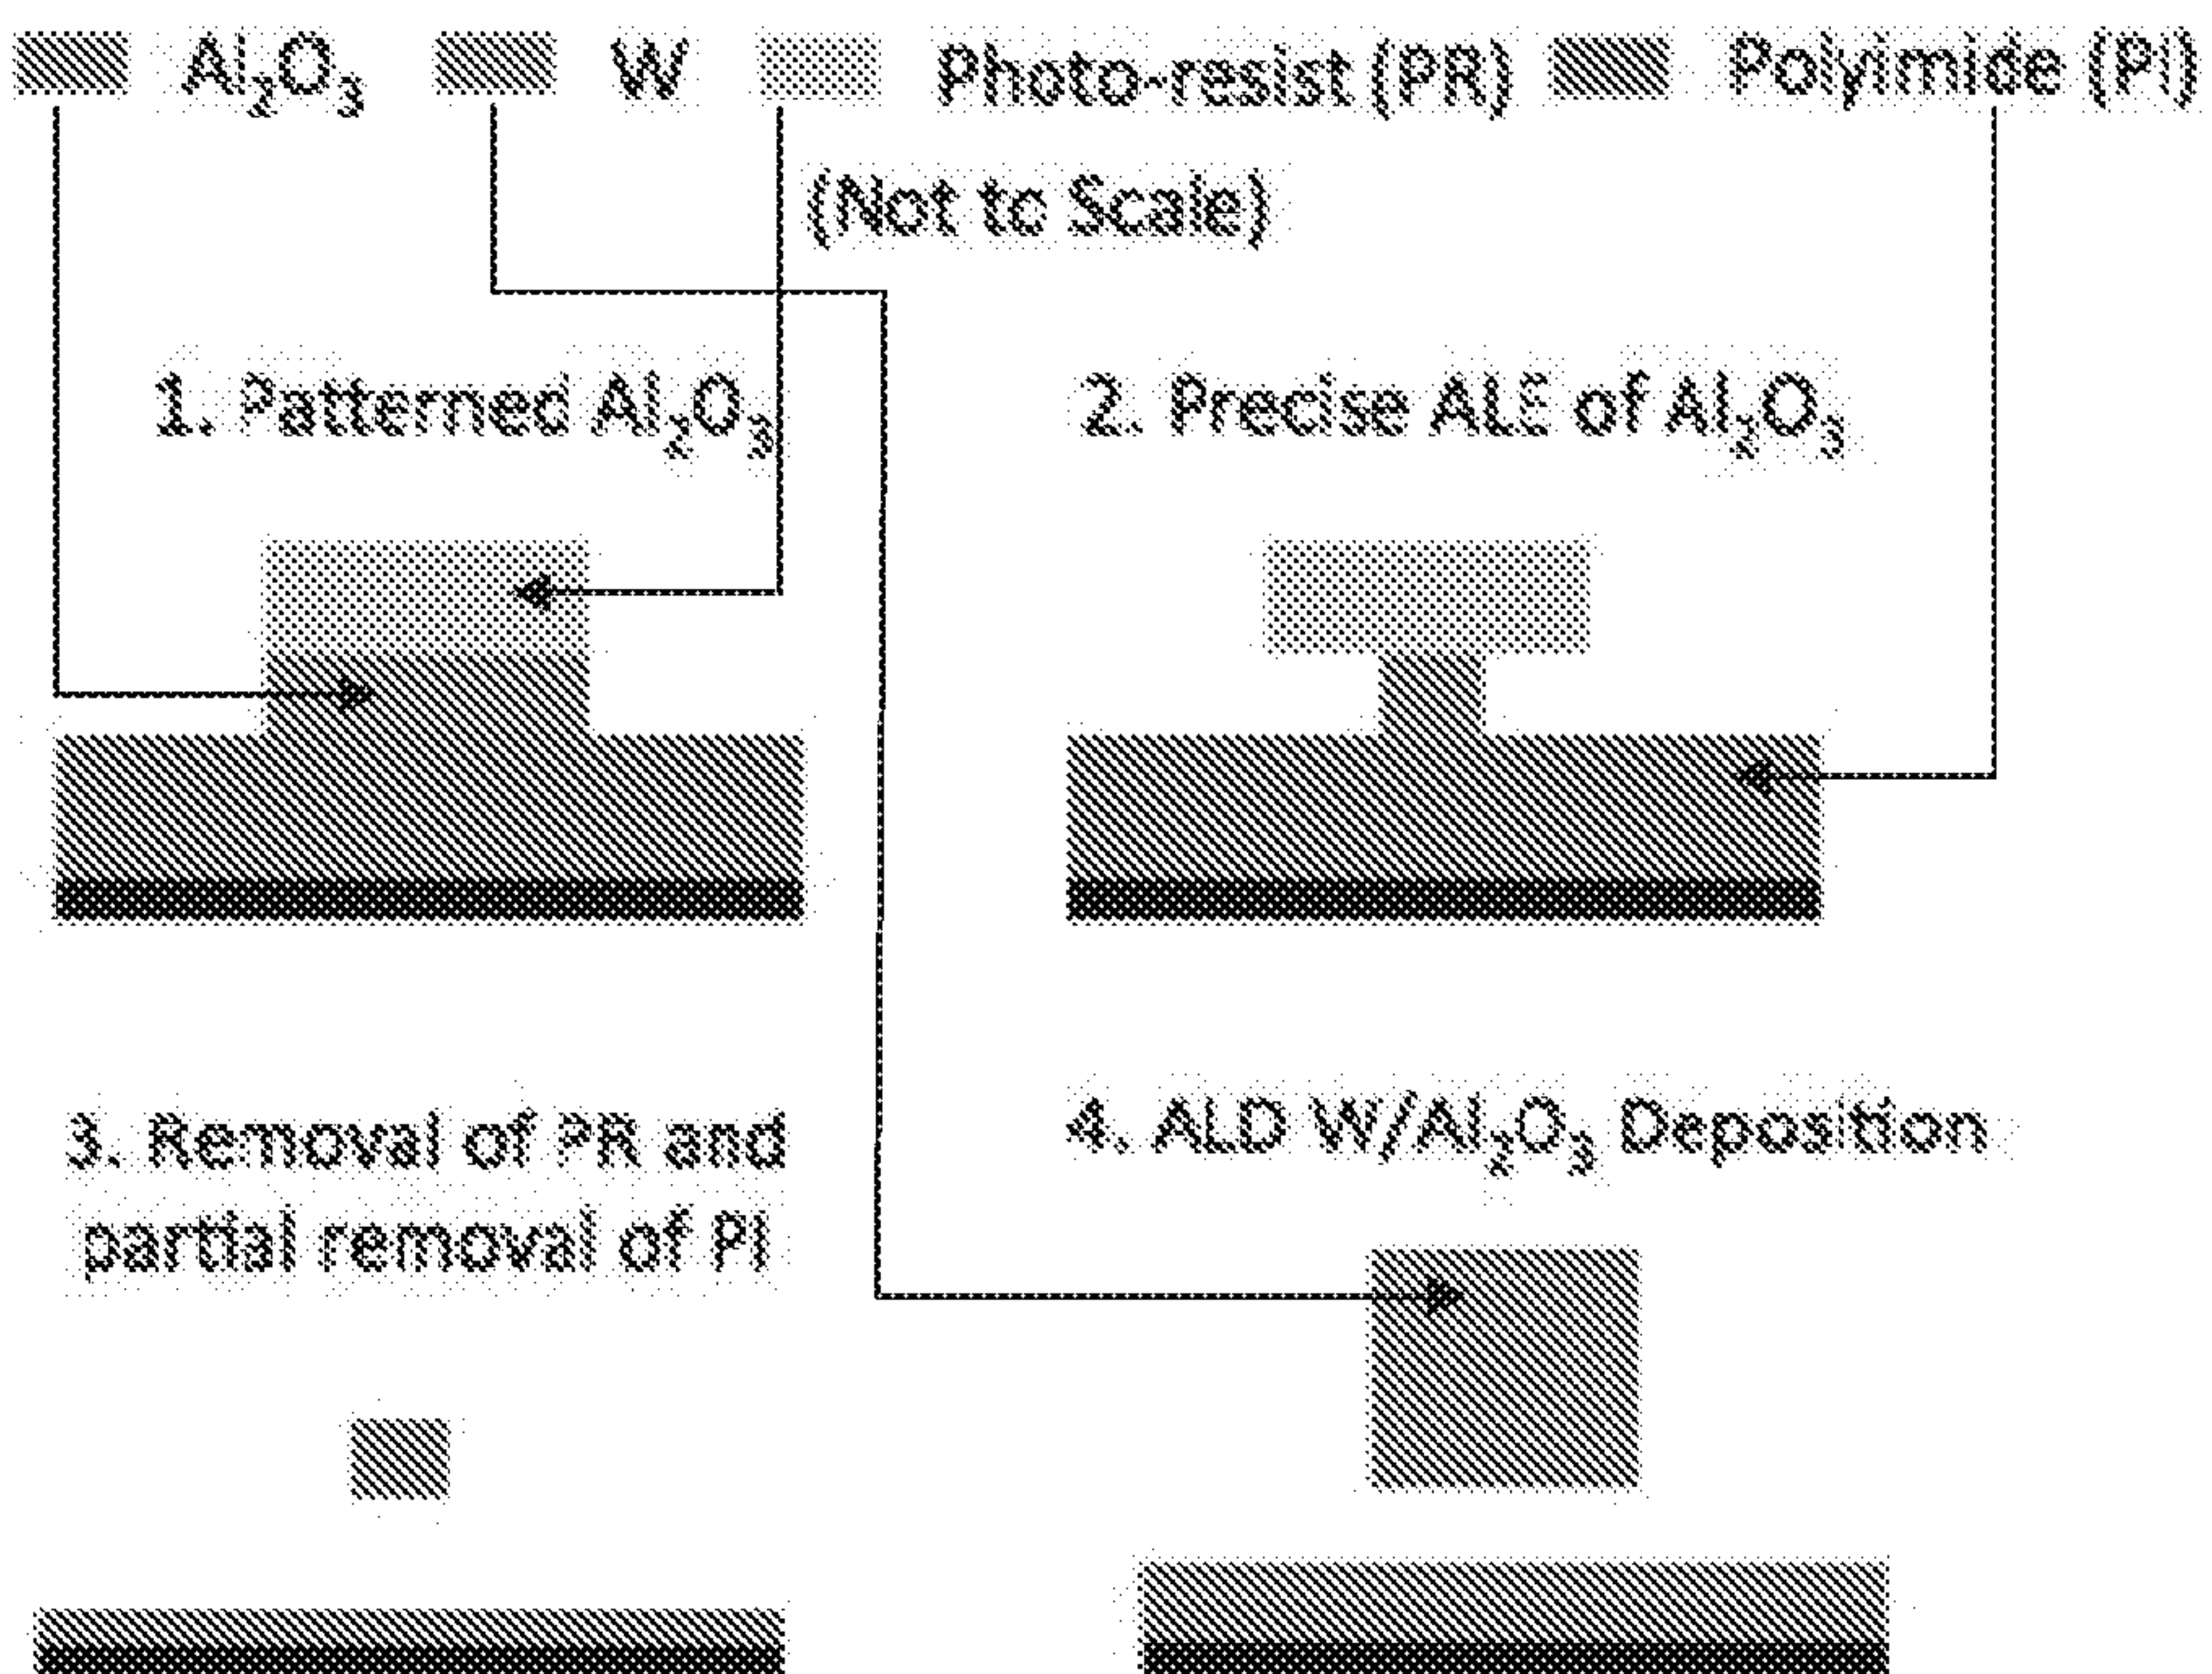 Al₂O₃ W Photo-resist (PR) Polyimide (PI)
(Not to Scale)
1. Patterned Al₂O₃
2. Precise ALE of Al₂O₃
3. Removal of PR and
partial removal of PI
4. ALD W/Al₂O₃ Deposition